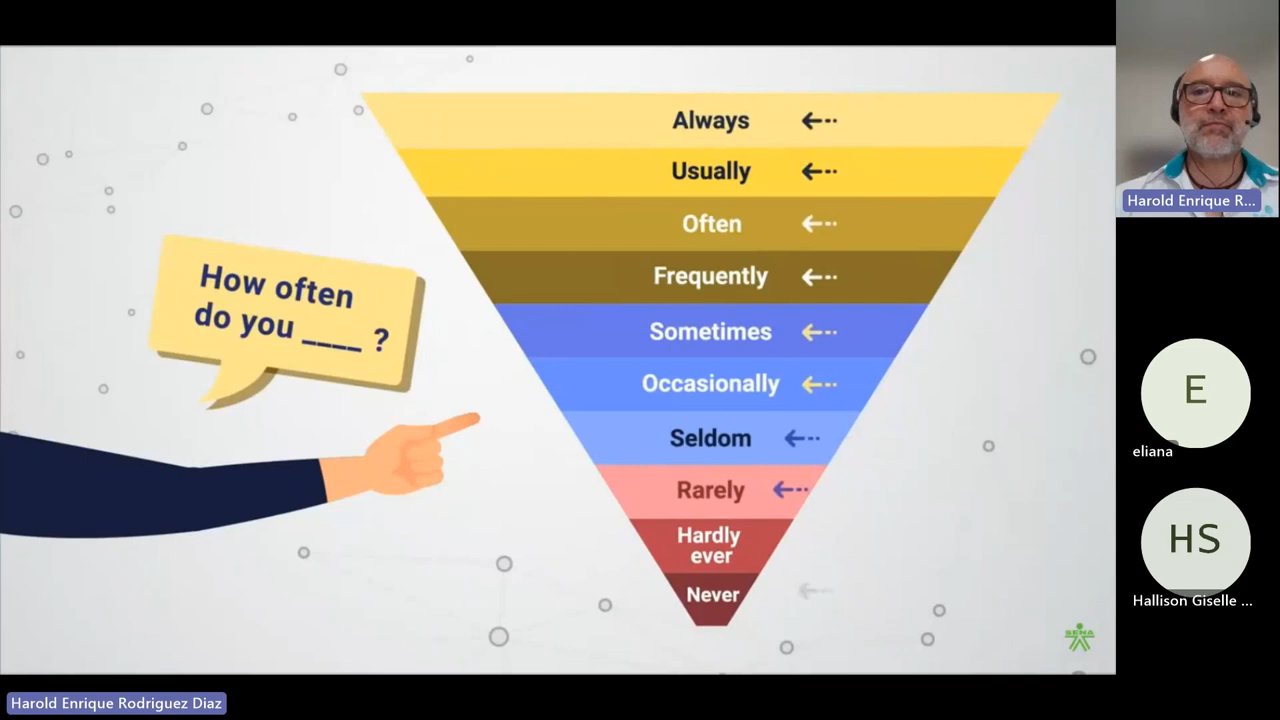 Always
Usually
Often
Frequently
Sometimes
Occasionally
Seldom
Rarely
Hardly
ever
Never
How often
do you ____ ?
SENA
Harold Enrique R...
E
eliana
HS
Hallison Giselle ...
Harold Enrique Rodriguez Diaz